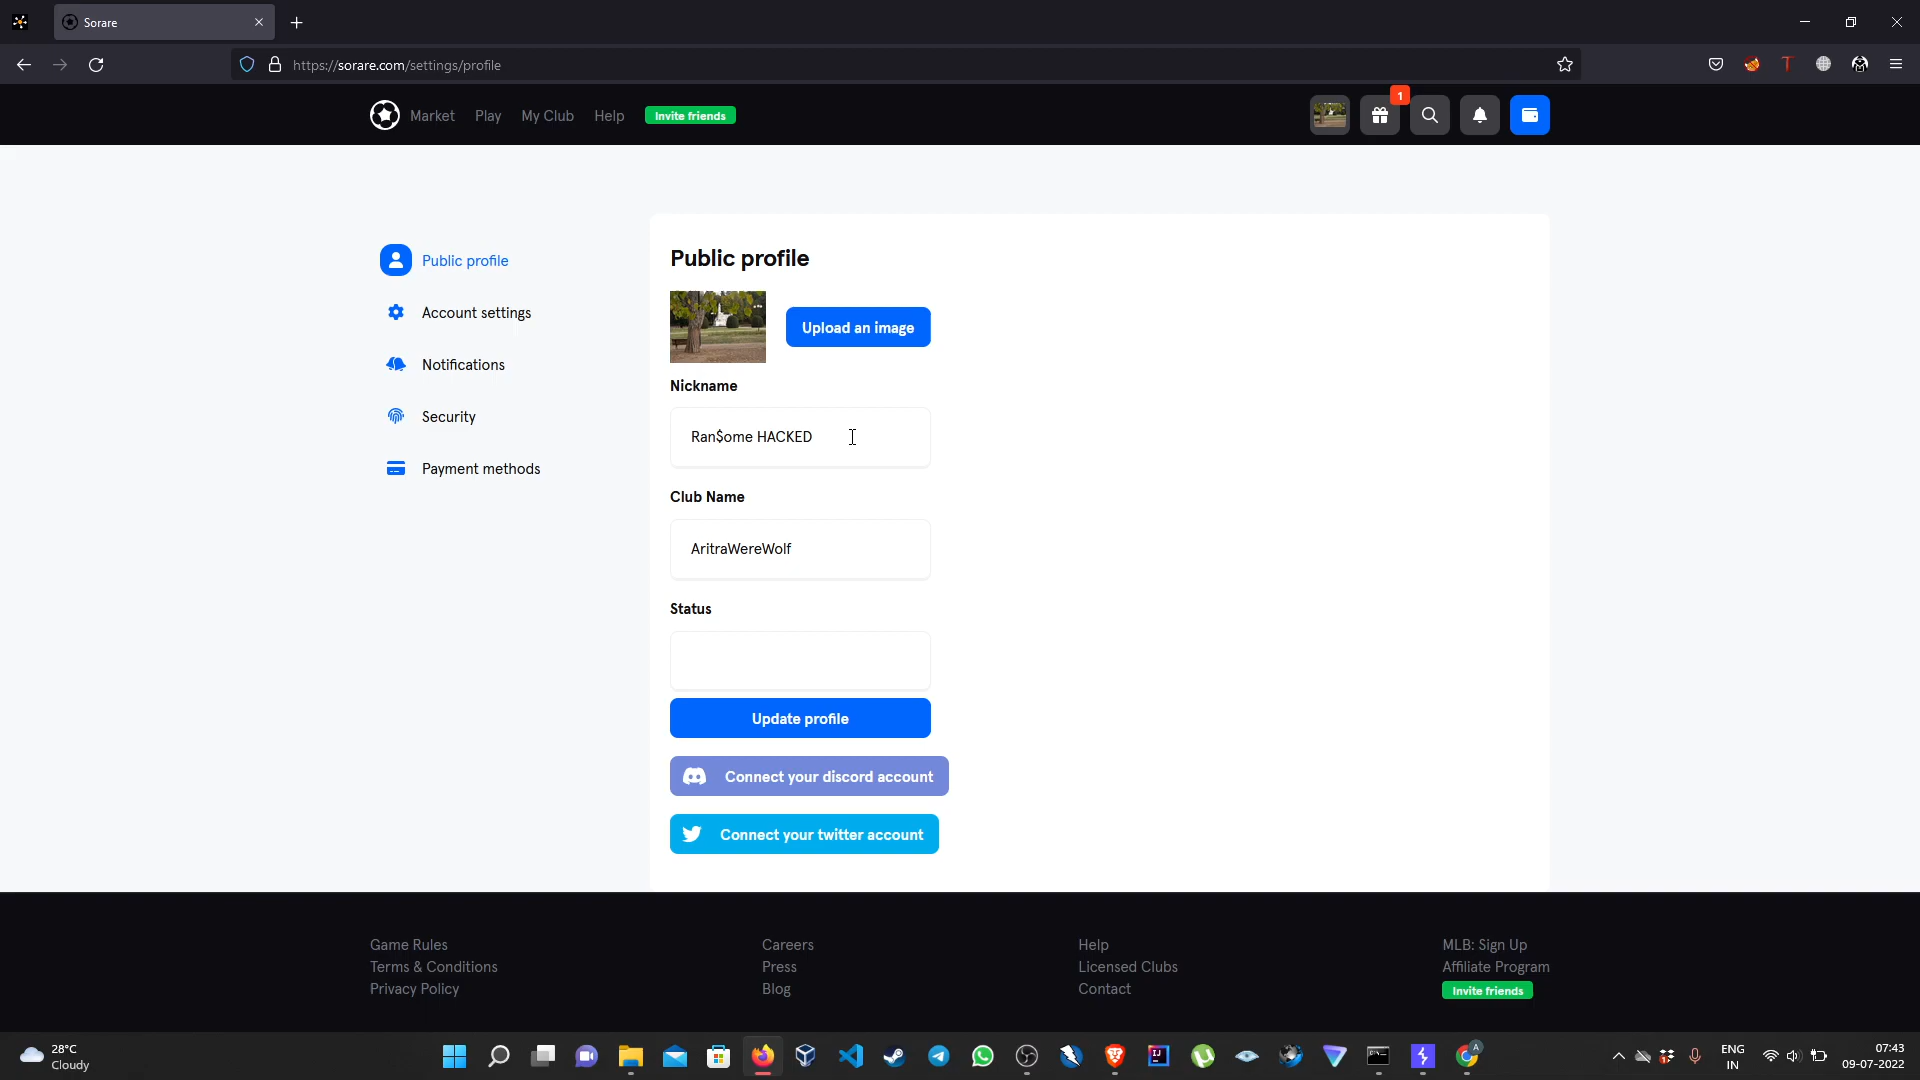 Sorare
https://sorare.com/settings/profile
Market Play My Club Help Invite friends
1
Public profile
Account settings
Notifications
Security
Payment methods
Public profile
Upload an image
Nickname
Ran$ome HACKED
Club Name
AritraWereWolf
Status
Update profile
Connect your discord account
Connect your twitter account
Game Rules
Terms & Conditions
Privacy Policy
Careers
Press
Blog
Help
Licensed Clubs
Contact
MLB: Sign Up
Affiliate Program
Invite friends
28°C
Cloudy
ENG
IN
07:43
09-07-2022